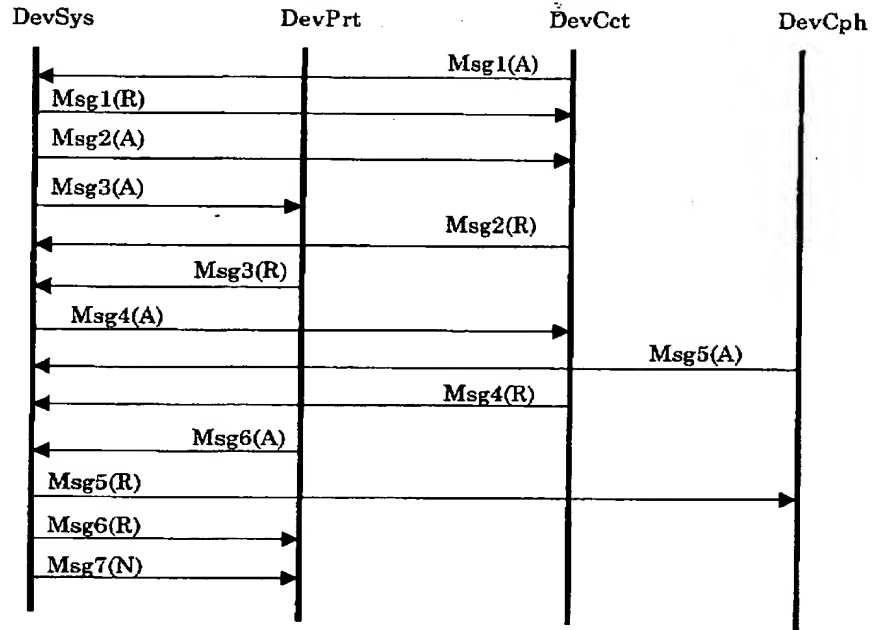 DevSys DevPrt DevCct DevCph
Msg1(A)
Msg1(R)
Msg2(A)
Msg3(A)
Msg2(R)
Msg3(R)
Msg4(A)
Msg5(A)
Msg4(R)
Msg6(A)
Msg5(R)
Msg6(R)
Msg7(N)